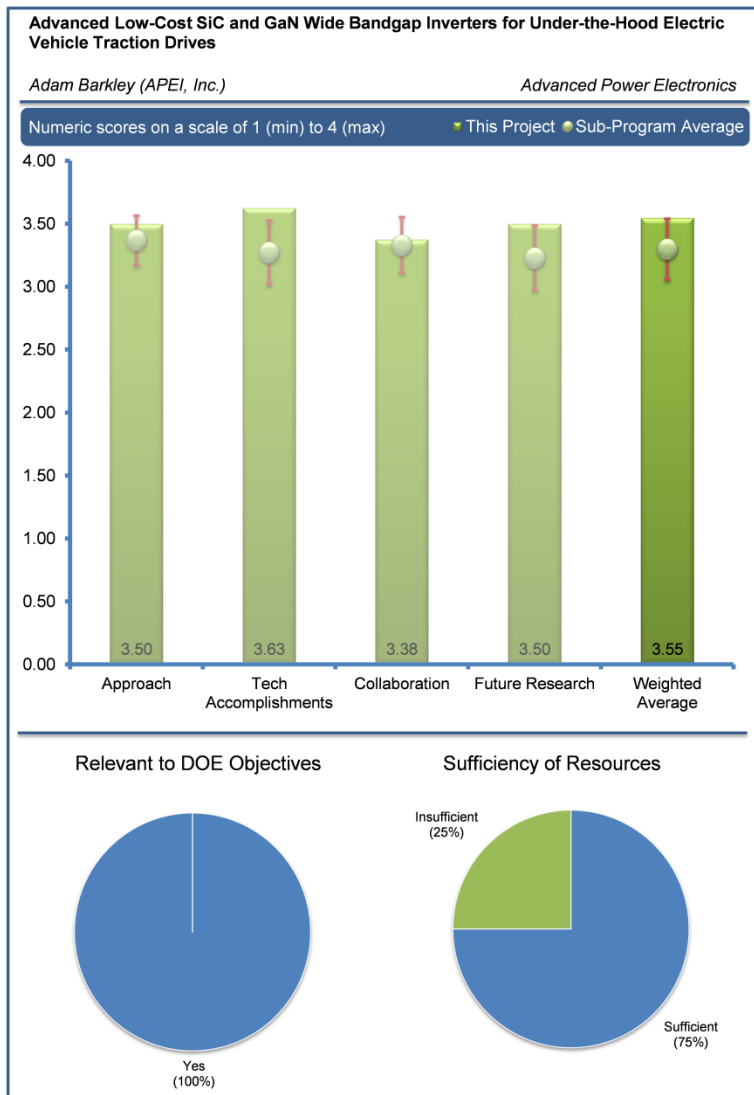 Advanced Low-Cost SiC and GaN Wide Bandgap Inverters for Under-the-Hood Electric
Vehicle Traction Drives
Adam Barkley (APEI, Inc.) Advanced Power Electronics
Numeric scores on a scale of 1 (min) to 4 (max) This Project Sub-Program Average
4.00
3.50
3.00
2.50
2.00
1.50
1.00
0.50
0.00
3.50 3.63 3.38 3.50 3.55
Approach Tech Collaboration Future Research Weighted
Accomplishments Average
Relevant to DOE Objectives Sufficiency of Resources
Insufficient
(25%)
Sufficient
(75%)
Yes
(100%)